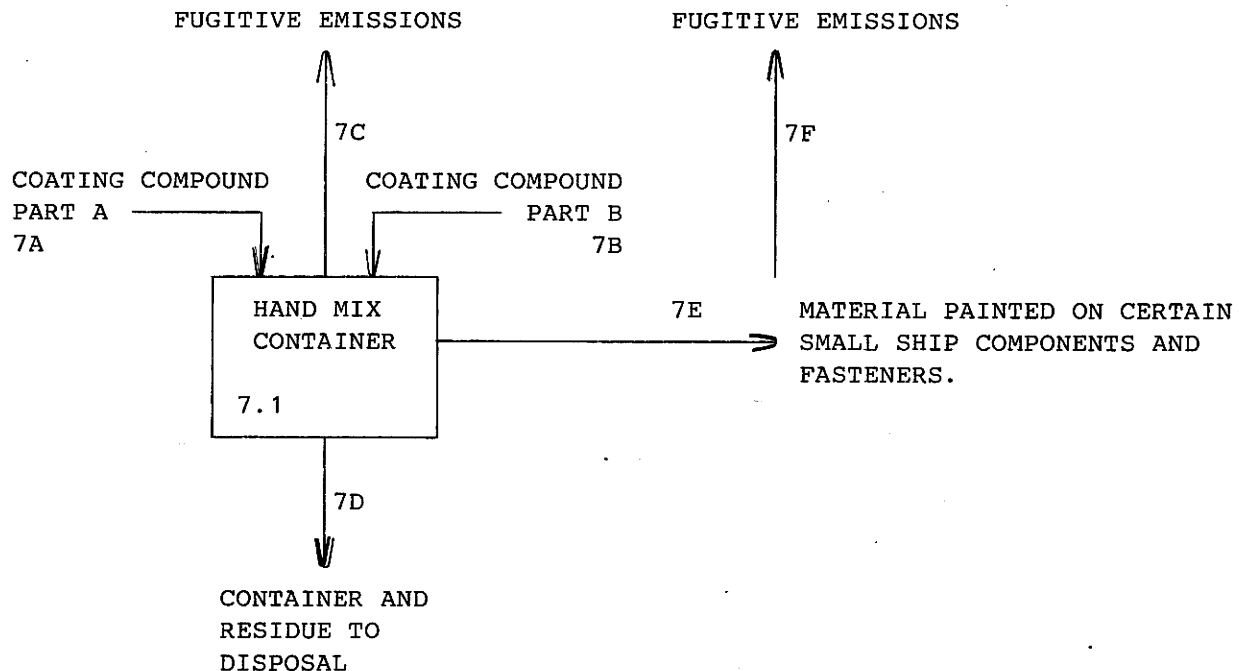 FUGITIVE EMISSIONS
FUGITIVE EMISSIONS
7C
7F
COATING COMPOUND
PART A
7A
COATING COMPOUND
PART B
7B
HAND MIX
CONTAINER
7.1
7E
MATERIAL PAINTED ON CERTAIN
SMALL SHIP COMPONENTS AND
FASTENERS.
7D
CONTAINER AND
RESIDUE TO
DISPOSAL